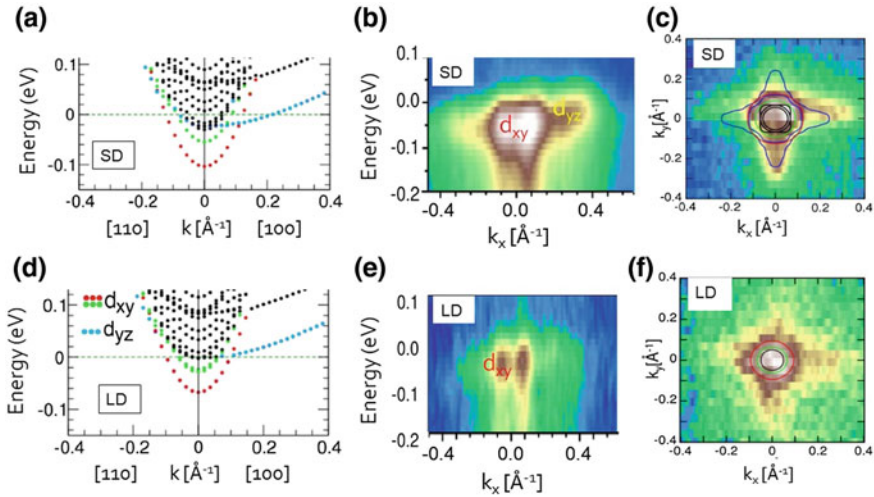 (a)
Energy (eV)
0.1
0
-0.1
SD
-0.4 -0.2 0 0.2 0.4
[110] k [Å⁻¹] [100]
(b)
Energy (eV)
0.1
0.0
-0.1
-0.2
SD
dxy
dyz
-0.4 0.0 0.4
kx [Å⁻¹]
(c)
ky[Å⁻¹]
0.4
0.2
0
-0.2
-0.4
SD
-0.4 0 0.2 0.4
kx [Å⁻¹]
(d)
Energy (eV)
0.1
0
-0.1
dxy
dyz
LD
-0.4 -0.2 0 0.2 0.4
[110] k [Å⁻¹] [100]
(e)
Energy (eV)
0.1
0.0
-0.1
-0.2
LD
dxy
-0.4 0.0 0.4
kx [Å⁻¹]
(f)
ky[Å⁻¹]
0.4
0.2
0
-0.2
-0.4
LD
-0.4 0 0.2 0.4
kx [Å⁻¹]